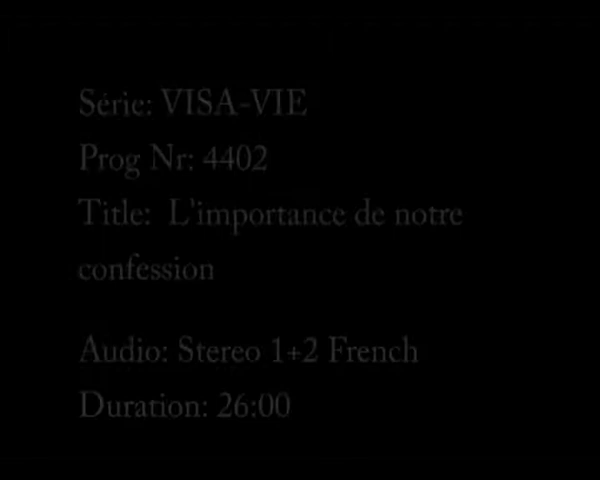 Série: VISA-VIE
Prog Nr: 4402
Title: L'importance de notre
confession
Audio: Stereo 1+2 French
Duration: 26:00